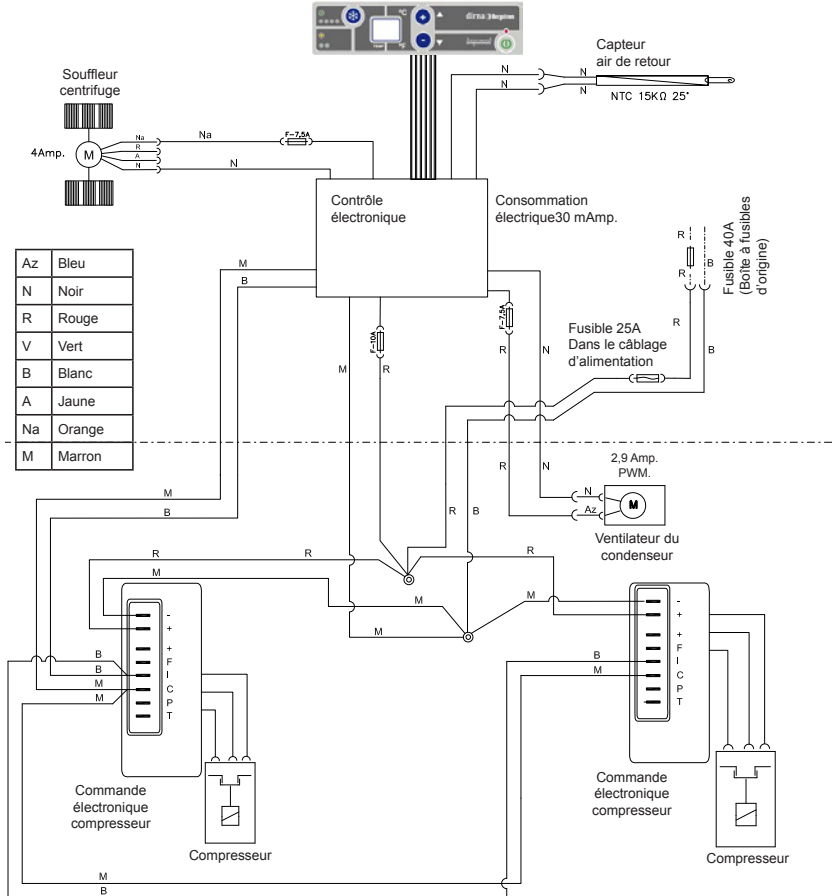 °C
dirna Bergstrom
°F
Souffleur
centrifuge
4Amp.
M
Na
R
A
N
Na
N
F-7,5A
N
N
N
N
Capteur
air de retour
NTC 15KΩ 25°
Contrôle
électronique
Consommation
électrique30 mAmp.
R
R
B
Fusible 40A
(Boîte à fusibles
d'origine)
R
B
Az Bleu
N Noir
R Rouge
V Vert
B Blanc
A Jaune
Na Orange
M Marron
M
B
F-10A
M
R
F-7,5A
R
N
Fusible 25A
Dans le câblage
d'alimentation
R
N
R
B
2,9 Amp.
PWM.
N
Az
M
Ventilateur du
condenseur
M
B
R
R
M
R
M
M
M
-
+
+
F
I
C
P
T
B
B
M
M
Commande
électronique
compresseur
Compresseur
-
+
+
F
I
C
P
T
B
M
Commande
électronique
compresseur
Compresseur
M
B